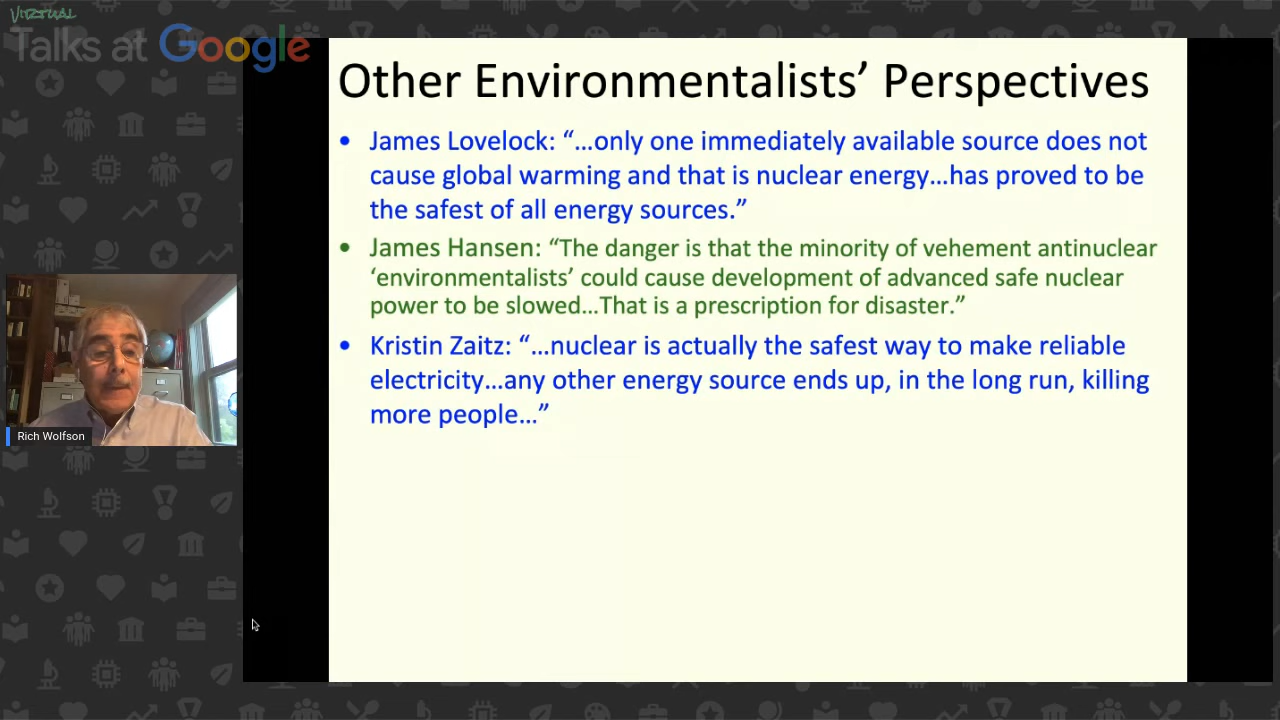 VIRTUAL
Talks at Google
Other Environmentalists’ Perspectives
• James Lovelock: “…only one immediately available source does not
cause global warming and that is nuclear energy…has proved to be
the safest of all energy sources.”
• James Hansen: “The danger is that the minority of vehement antinuclear
‘environmentalists’ could cause development of advanced safe nuclear
power to be slowed…That is a prescription for disaster.”
• Kristin Zaitz: “…nuclear is actually the safest way to make reliable
electricity…any other energy source ends up, in the long run, killing
more people…”
Rich Wolfson